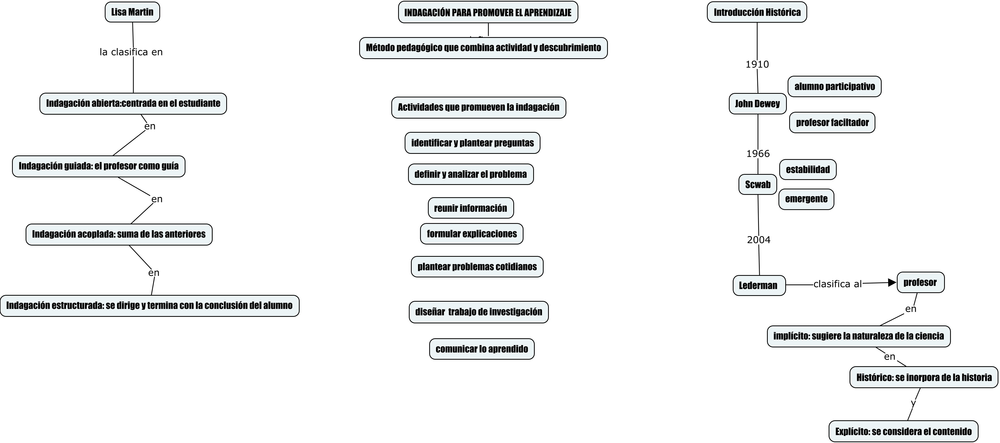 Lisa Martin
la clasifica en
Indagación abierta:centrada en el estudiante
en
Indagación guiada: el profesor como guía
en
Indagación acoplada: suma de las anteriores
en
Indagación estructurada: se dirige y termina con la conclusión del alumno
INDAGACIÓN PARA PROMOVER EL APRENDIZAJE
Método pedagógico que combina actividad y descubrimiento
Actividades que promueven la indagación
identificar y plantear preguntas
definir y analizar el problema
reunir información
formular explicaciones
plantear problemas cotidianos
diseñar trabajo de investigación
comunicar lo aprendido
Introducción Histórica
1910
alumno participativo
John Dewey
profesor faciltador
1966
estabilidad
Scwab
emergente
2004
Lederman
clasifica al
profesor
en
implícito: sugiere la naturaleza de la ciencia
en
Histórico: se inorpora de la historia
y
Explícito: se considera el contenido